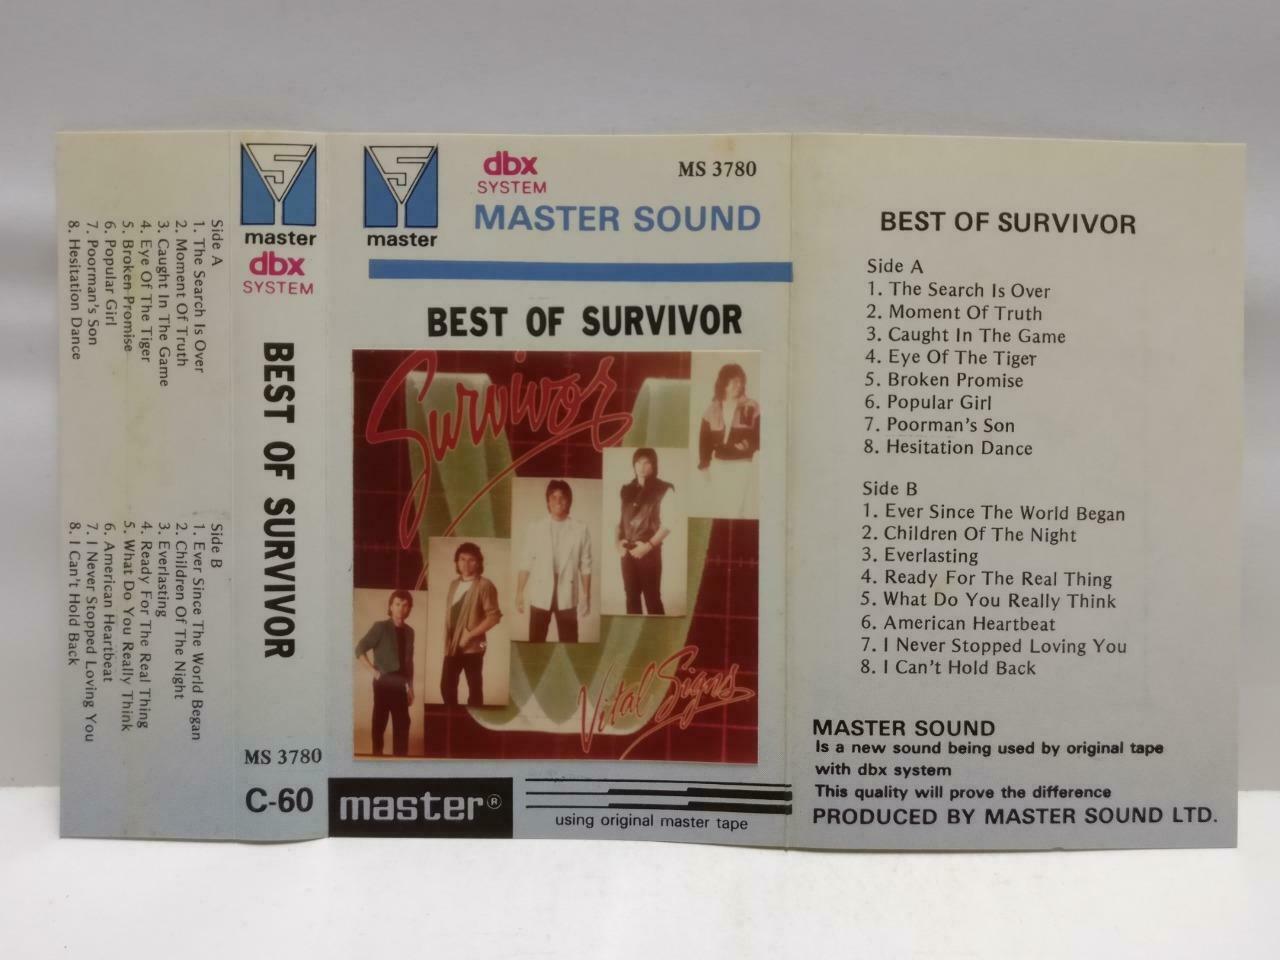 Side A
1. The Search Is Over
2. Moment Of Truth
3. Caught In The Game
4. Eye Of The Tiger
5. Broken Promise
6. Popular Girl
7. Poorman's Son
8. Hesitation Dance
Side B
1. Ever Since The World Began
2. Children Of The Night
3. Everlasting
4. Ready For The Real Thing
5. What Do You Really Think
6. American Heartbeat
7. I Never Stopped Loving You
8. I Can't Hold Back
master
dbx
SYSTEM
BEST OF SURVIVOR
MS 3780
C-60
master
dbx
SYSTEM
MS 3780
MASTER SOUND
BEST OF SURVIVOR
Survivor
Vital Signs
master®
using original master tape
BEST OF SURVIVOR
Side A
1. The Search Is Over
2. Moment Of Truth
3. Caught In The Game
4. Eye Of The Tiger
5. Broken Promise
6. Popular Girl
7. Poorman's Son
8. Hesitation Dance
Side B
1. Ever Since The World Began
2. Children Of The Night
3. Everlasting
4. Ready For The Real Thing
5. What Do You Really Think
6. American Heartbeat
7. I Never Stopped Loving You
8. I Can't Hold Back
MASTER SOUND
Is a new sound being used by original tape
with dbx system
This quality will prove the difference
PRODUCED BY MASTER SOUND LTD.